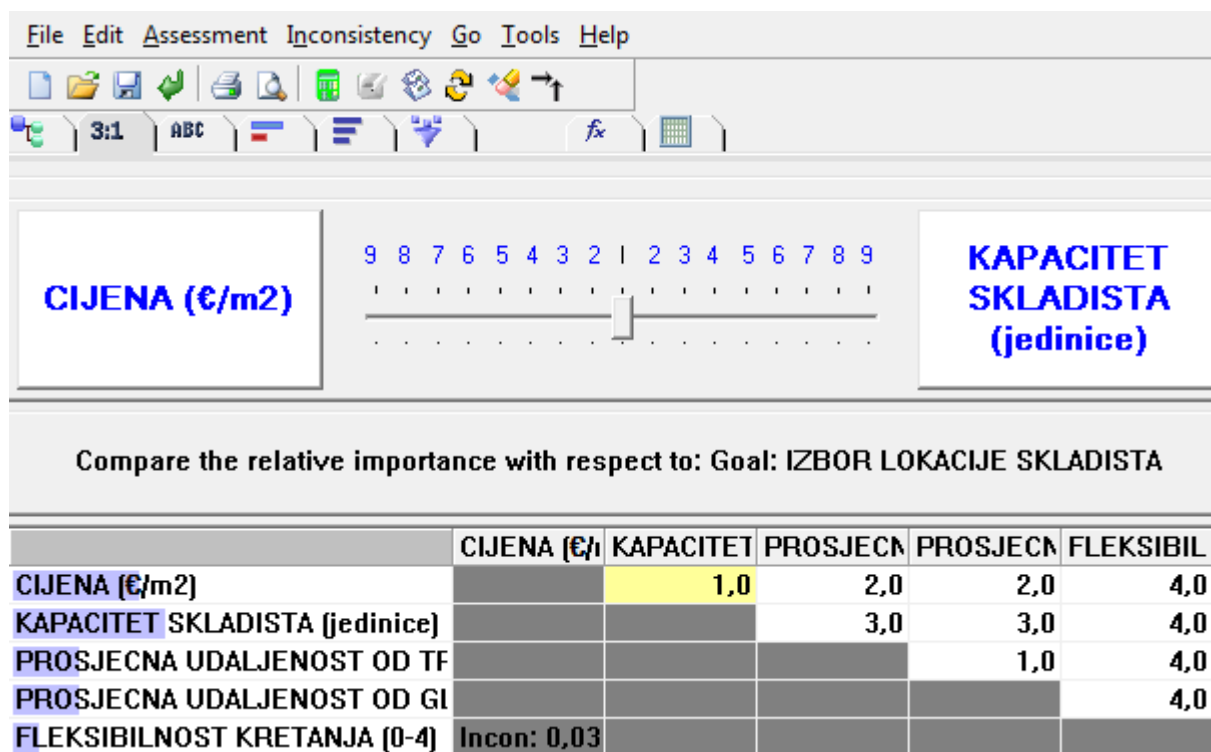 File Edit Assessment Inconsistency Go Tools Help
3:1 ABC fx
9 8 7 6 5 4 3 2 1 2 3 4 5 6 7 8 9
CIJENA (€/m2)
KAPACITET
SKLADISTA
(jedinice)
Compare the relative importance with respect to: Goal: IZBOR LOKACIJE SKLADISTA
CIJENA (€/ KAPACITET PROSJECN PROSJECN FLEKSIBIL
CIJENA (€/m2) 1,0 2,0 2,0 4,0
KAPACITET SKLADISTA (jedinice) 3,0 3,0 4,0
PROSJECNA UDALJENOST OD 1,0 4,0
PROSJECNA UDALJENOST OD 4,0
FLEKSIBILNOST KRETANJA (0-4) Incon: 0,03